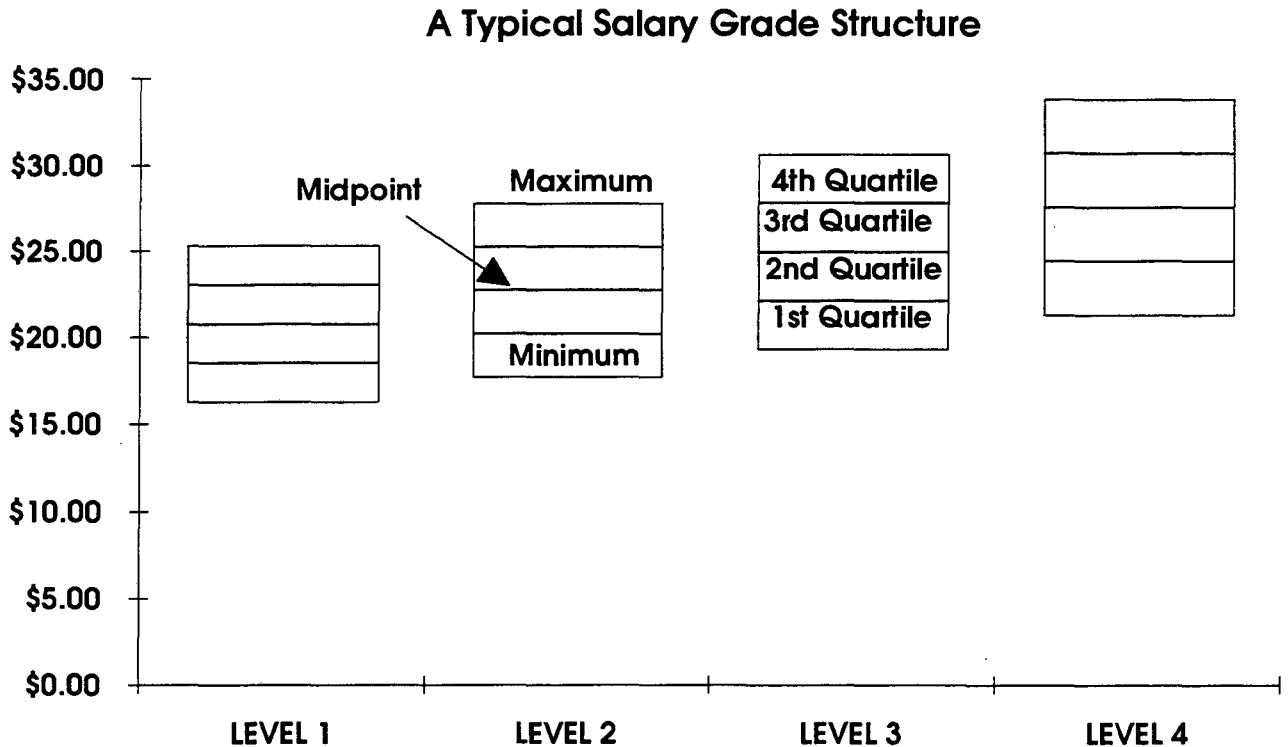 A Typical Salary Grade Structure
$35.00
$30.00
$25.00
$20.00
$15.00
$10.00
$5.00
$0.00
Midpoint
Maximum
Minimum
4th Quartile
3rd Quartile
2nd Quartile
1st Quartile
LEVEL 1
LEVEL 2
LEVEL 3
LEVEL 4